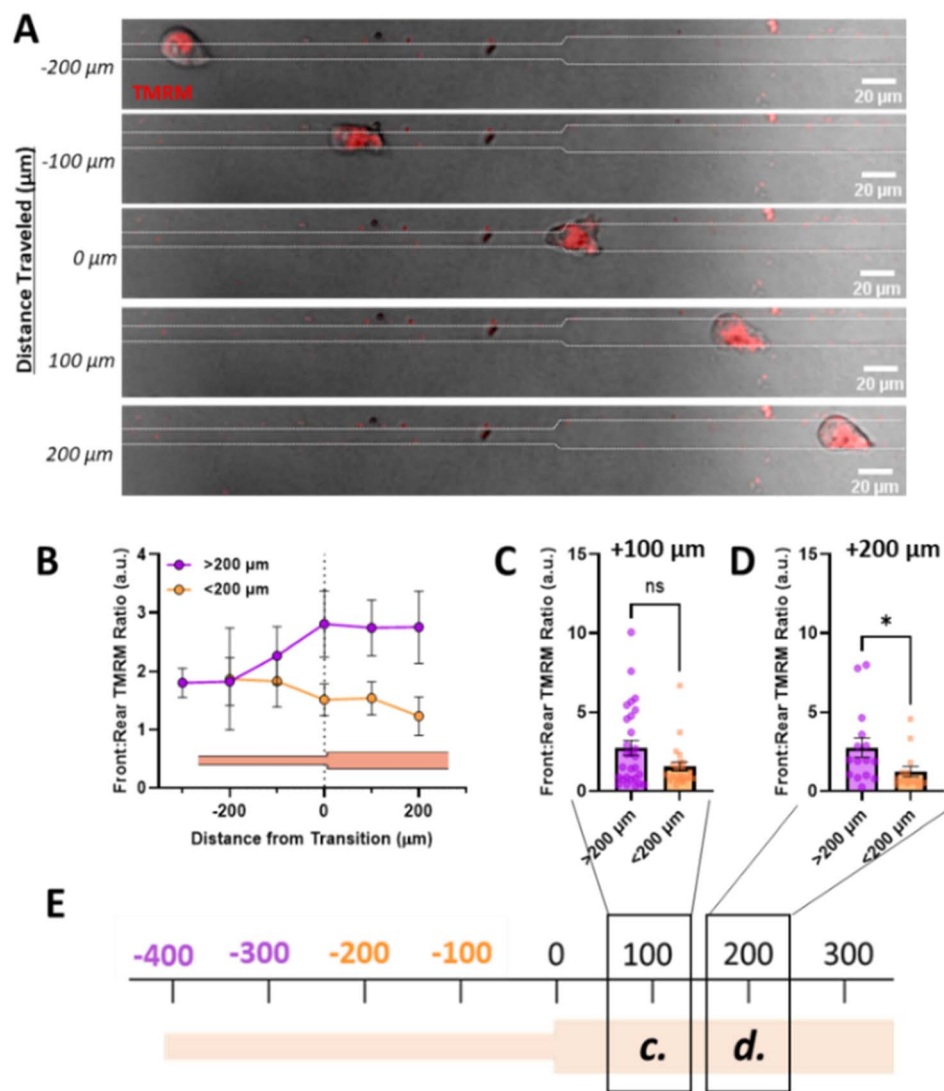 A
-200 µm
TMRM
20 µm
-100 µm
20 µm
Distance Traveled (µm)
0 µm
20 µm
100 µm
20 µm
200 µm
20 µm
B
Front:Rear TMRM Ratio (a.u.)
4
3
2
1
0
>200 µm
<200 µm
-200
0
200
Distance from Transition (µm)
C
+100 µm
Front:Rear TMRM Ratio (a.u.)
15
10
5
0
ns
>200 µm
<200 µm
D
+200 µm
Front:Rear TMRM Ratio (a.u.)
15
10
5
0
*
>200 µm
<200 µm
E
-400 -300 -200 -100 0 100 200 300
c. d.